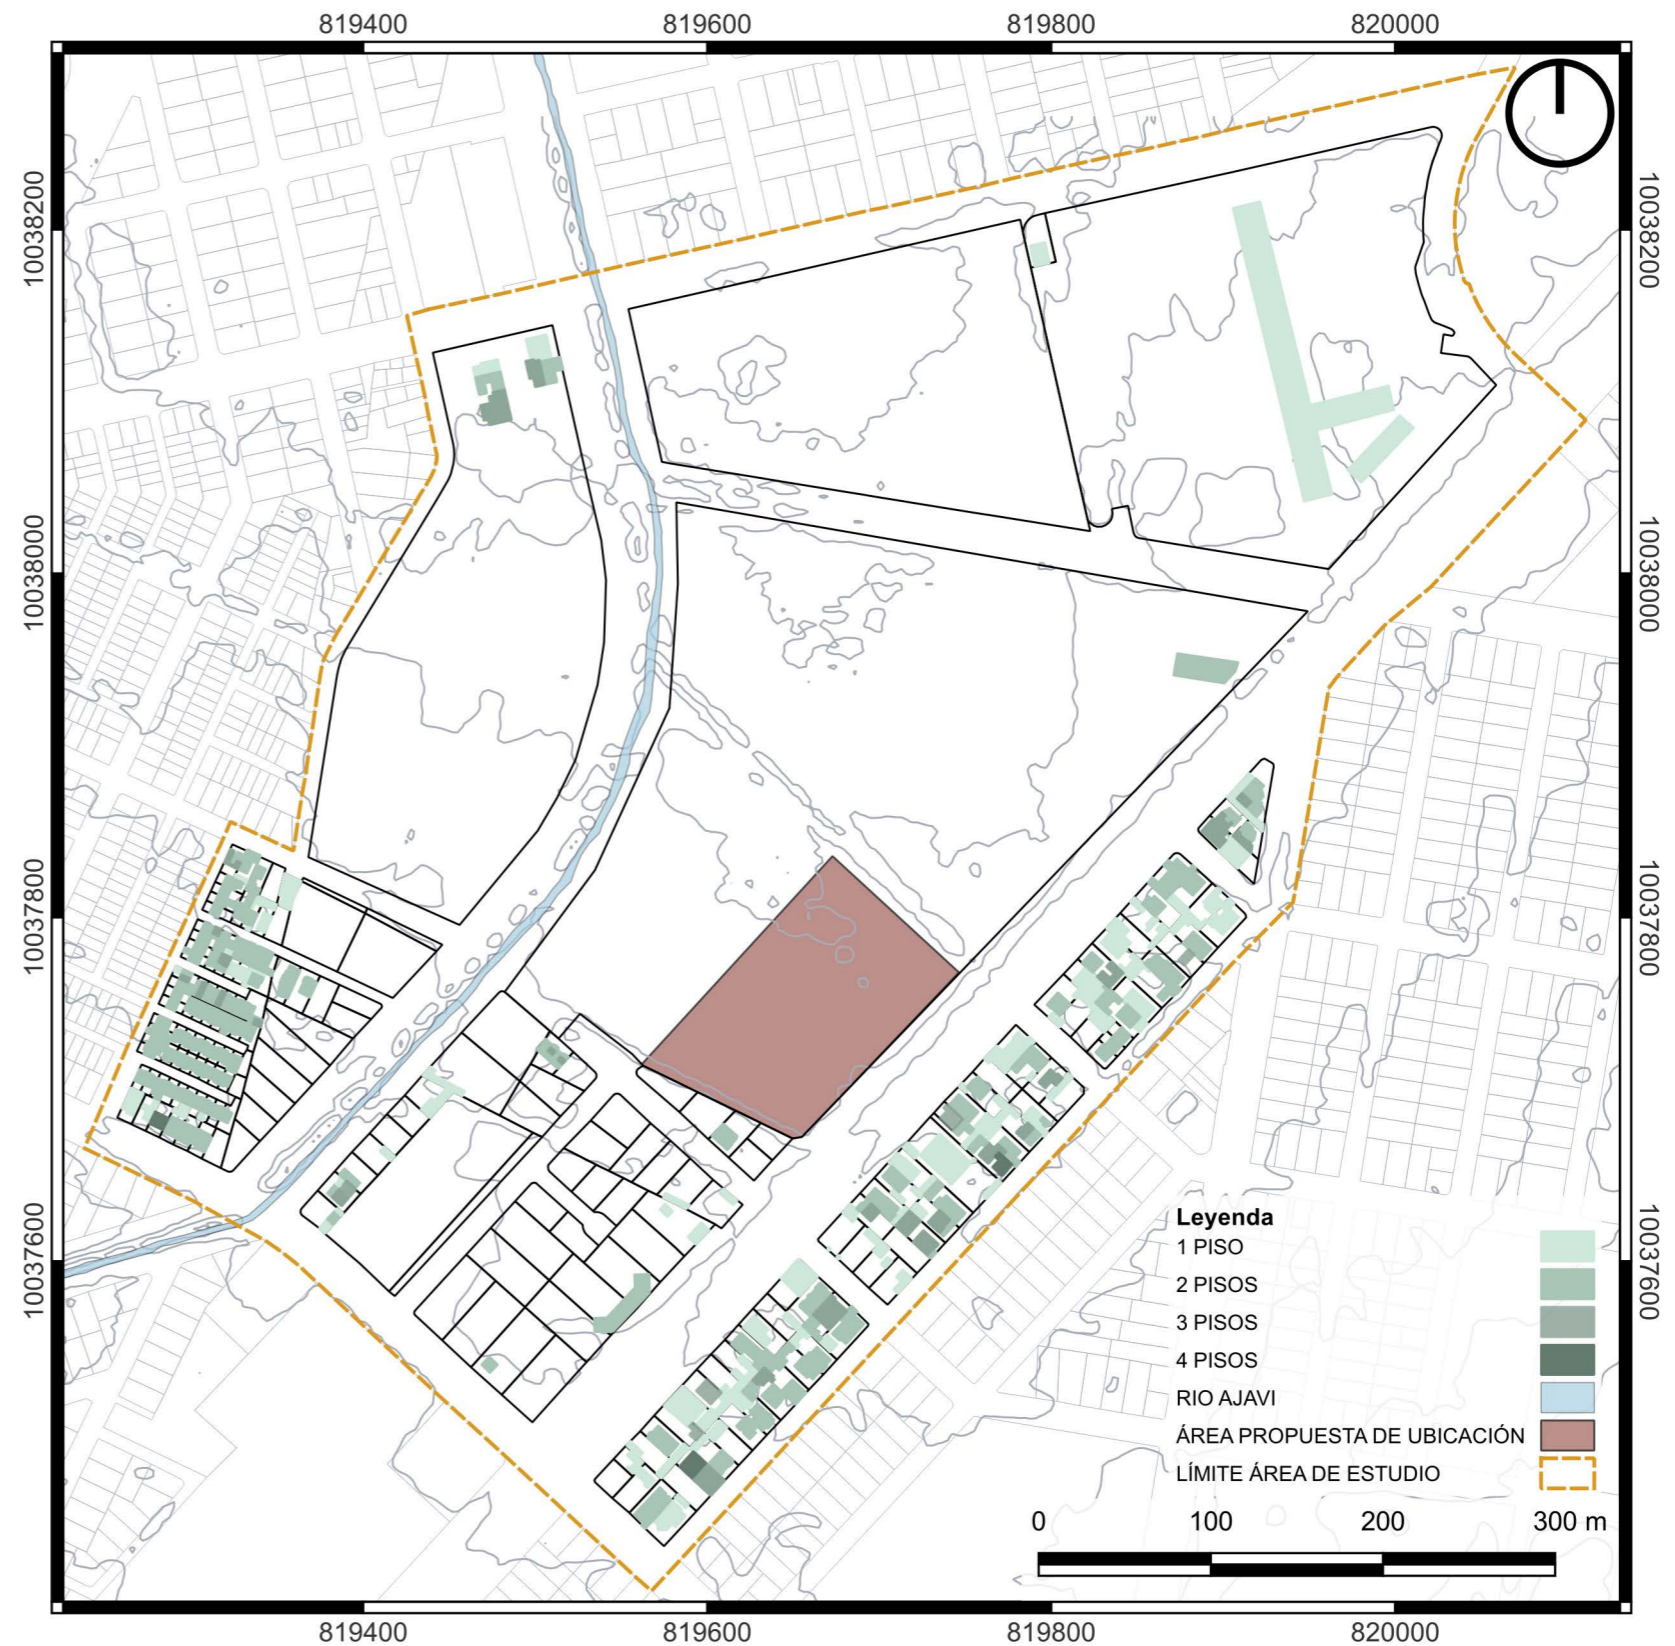 819400 819600 819800 820000
10038200
10038200
10038000
10038000
10037800
10037800
10037600
10037600
Leyenda
1 PISO
2 PISOS
3 PISOS
4 PISOS
RIO AJAVI
ÁREA PROPUESTA DE UBICACIÓN
LÍMITE ÁREA DE ESTUDIO
0 100 200 300 m
819400 819600 819800 820000